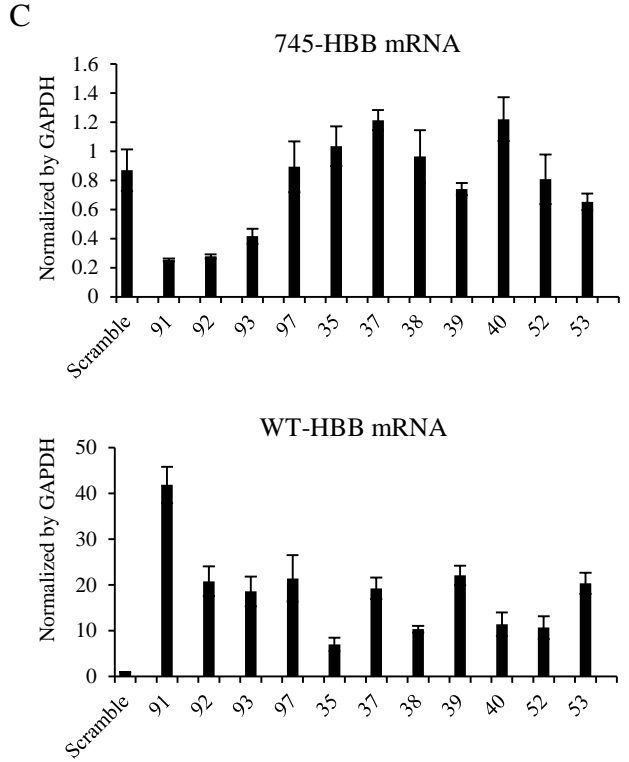 C
745-HBB mRNA
Normalized by GAPDH
1.6
1.4
1.2
1
0.8
0.6
0.4
0.2
0
Scramble 91 92 93 97 35 37 38 39 40 52 53
WT-HBB mRNA
Normalized by GAPDH
50
40
30
20
10
0
Scramble 91 92 93 97 35 37 38 39 40 52 53